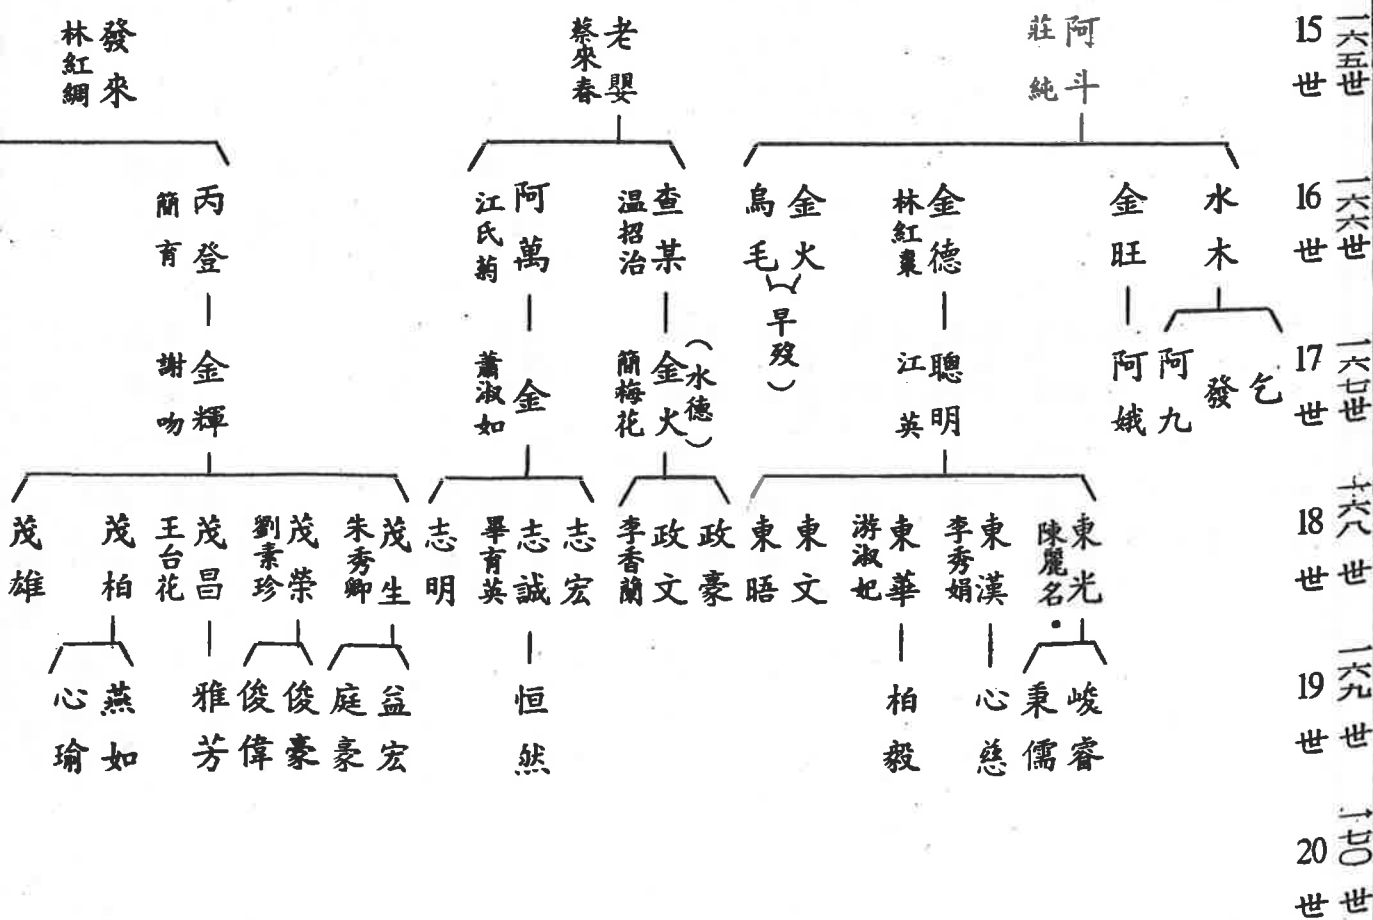 一六五世
15世
阿斗
莊純
老嬰
蔡來春
發來
林紅綢
一六六世
16世
水木
金旺
金德
林紅棗
金火
烏毛
（早歿）
查某
温招治
阿萬
江氏菊
丙登
簡育
一六七世
17世
乞
發
阿九
阿娥
聰明
江英
（水德）
金火
簡梅花
金
蕭淑如
金輝
謝吻
一六八世
18世
東光
陳麗名
東漢
李秀娟
東華
游淑妃
東文
東晤
政豪
政文
李香蘭
志宏
志誠
畢育英
志明
茂生
朱秀卿
茂榮
劉素珍
茂昌
王台花
茂柏
茂雄
一六九世
19世
峻睿
秉儒
心慈
柏毅
恒然
益宏
庭豪
俊豪
俊偉
雅芳
燕如
心瑜
一七〇世
20世